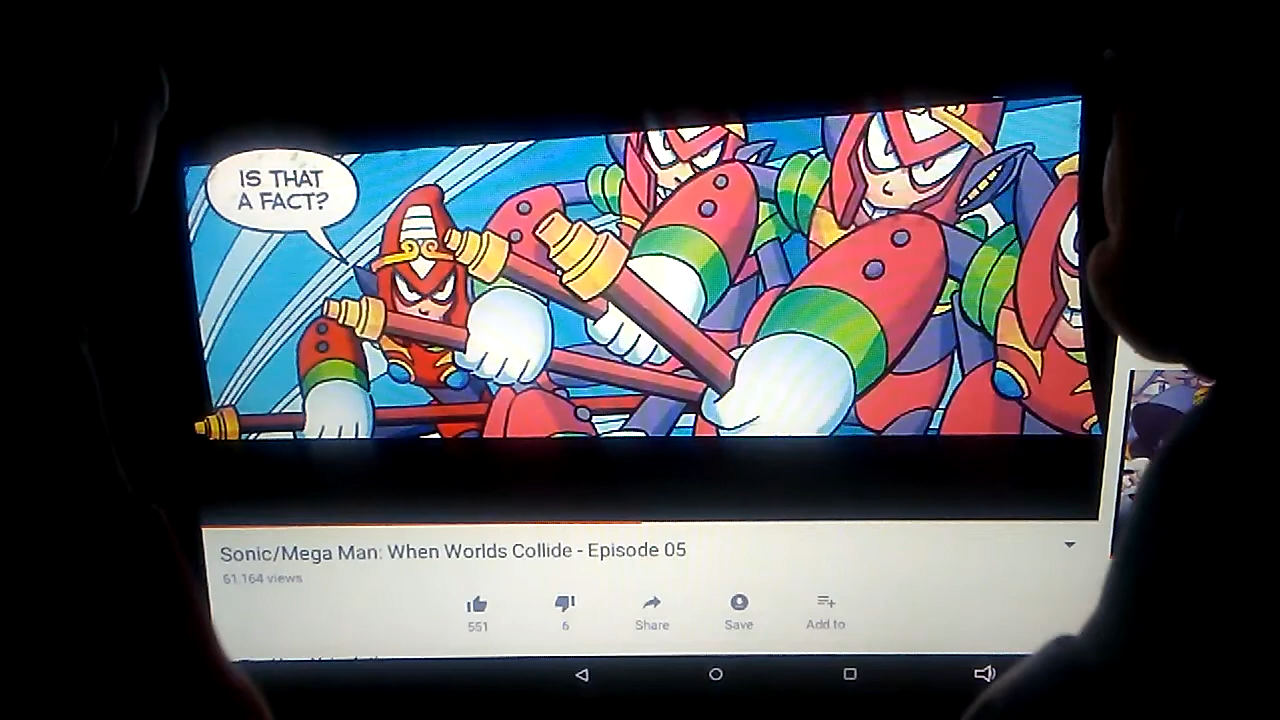 IS THAT
A FACT?
Sonic/Mega Man: When Worlds Collide - Episode 05
61,164 views
551
6
Share
Save
Add to